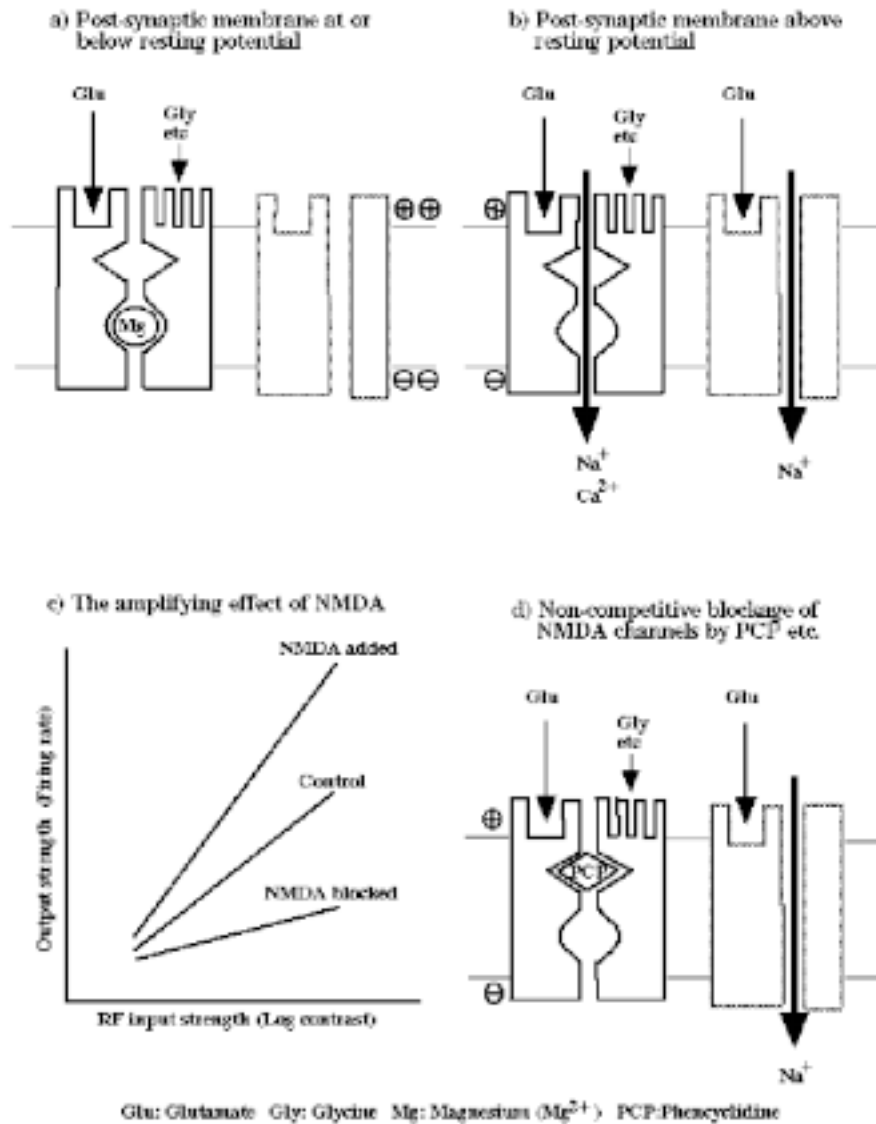 a) Post-synaptic membrane at or
below resting potential
b) Post-synaptic membrane above
resting potential
Glu
Gly
etc
Mg
⊕⊕
⊖⊖
Glu
Gly
etc
Glu
⊕
⊖
Na+
Ca2+
Na+
c) The amplifying effect of NMDA
NMDA added
Control
NMDA blocked
Output strength (Firing rate)
RF input strength (Log contrast)
d) Non-competitive blockage of
NMDA channels by PCP etc.
Glu
Gly
etc
Glu
⊕
PCP
⊖
Na+
Glu: Glutamate Gly: Glycine Mg: Magnesium (Mg2+) PCP:Phencyclidine